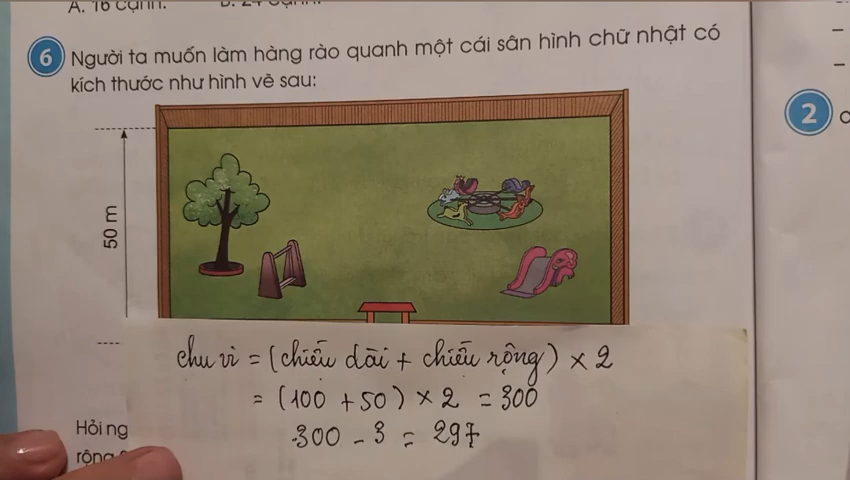 A. 16 cạnh.
6 Người ta muốn làm hàng rào quanh một cái sân hình chữ nhật có
kích thước như hình vẽ sau:
2
50 m
chu vi = (chiều dài + chiều rộng) × 2
= (100 + 50) × 2 = 300
300 - 3 = 297
Hỏi ng
rộng